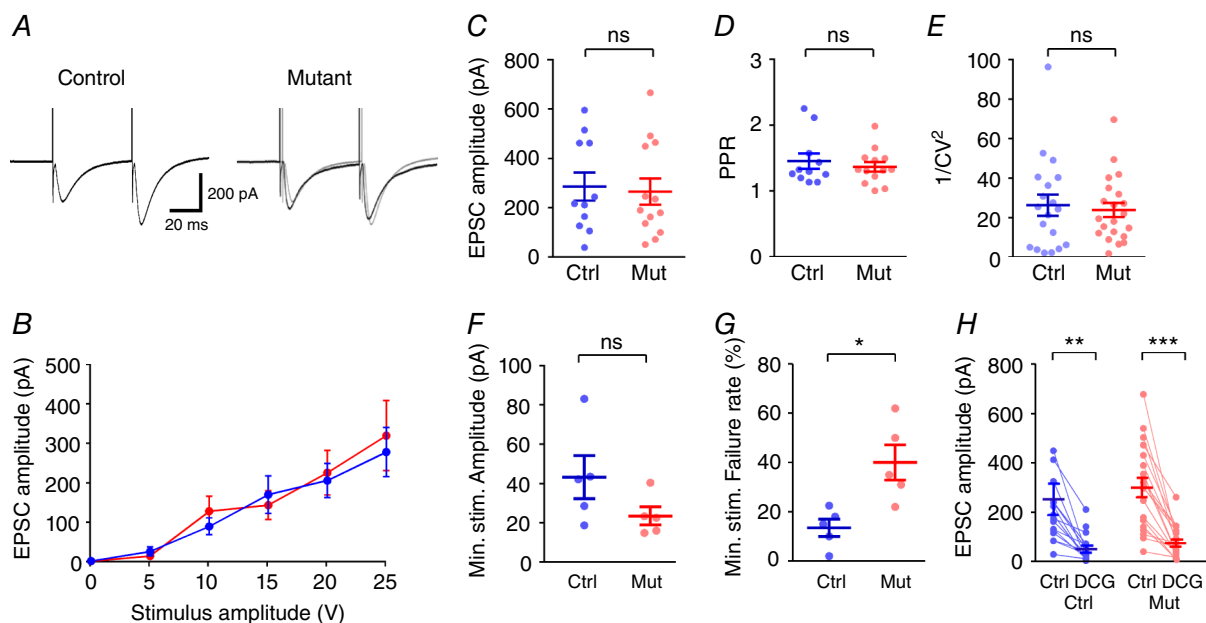 A
Control
Mutant
200 pA
20 ms
B
EPSC amplitude (pA)
500
400
300
200
100
0
0 5 10 15 20 25
Stimulus amplitude (V)
C
ns
EPSC amplitude (pA)
800
600
400
200
0
Ctrl Mut
D
ns
PPR
3
2
1
0
Ctrl Mut
E
ns
1/CV²
100
80
60
40
20
0
Ctrl Mut
F
ns
Min. stim. Amplitude (pA)
100
80
60
40
20
0
Ctrl Mut
G
*
Min. stim. Failure rate (%)
80
60
40
20
0
Ctrl Mut
H
** ***
EPSC amplitude (pA)
800
600
400
200
0
Ctrl DCG Ctrl DCG
Ctrl Mut